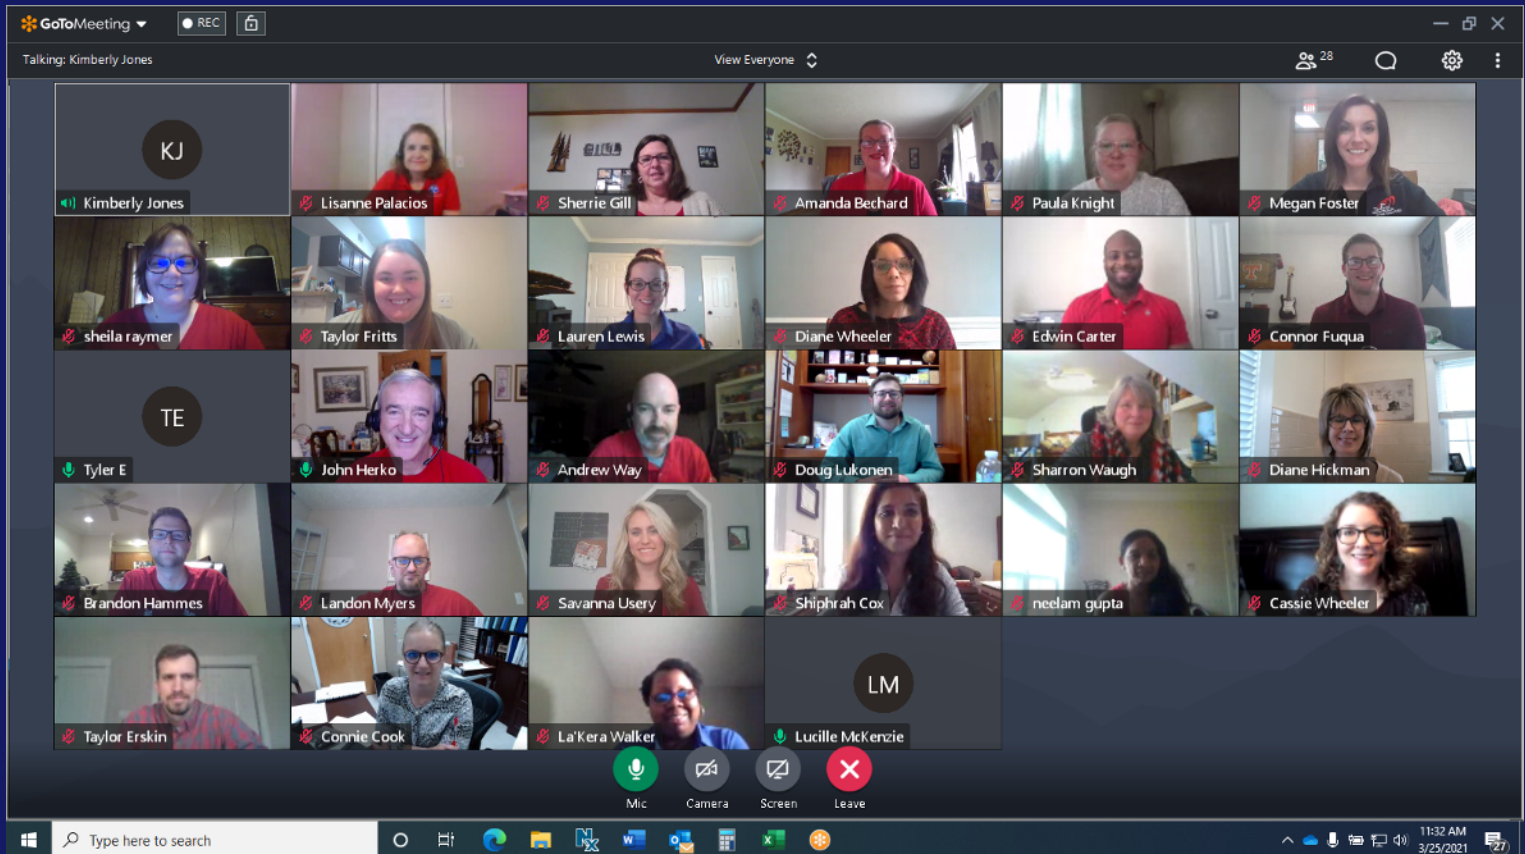 GoToMeeting
REC
Talking: Kimberly Jones
View Everyone
28
KJ
Kimberly Jones
Lisanne Palacios
Sherrie Gill
Amanda Bechard
Paula Knight
Megan Foster
sheila raymer
Taylor Fritts
Lauren Lewis
Diane Wheeler
Edwin Carter
Connor Fuqua
TE
Tyler E
John Herko
Andrew Way
Doug Lukonen
Sharron Waugh
Diane Hickman
Brandon Hammes
Landon Myers
Savanna Usery
Shiphrah Cox
neelam gupta
Cassie Wheeler
Taylor Erskin
Connie Cook
La'Kera Walker
LM
Lucille McKenzie
Mic
Camera
Screen
Leave
Type here to search
11:32 AM
3/25/2021
27